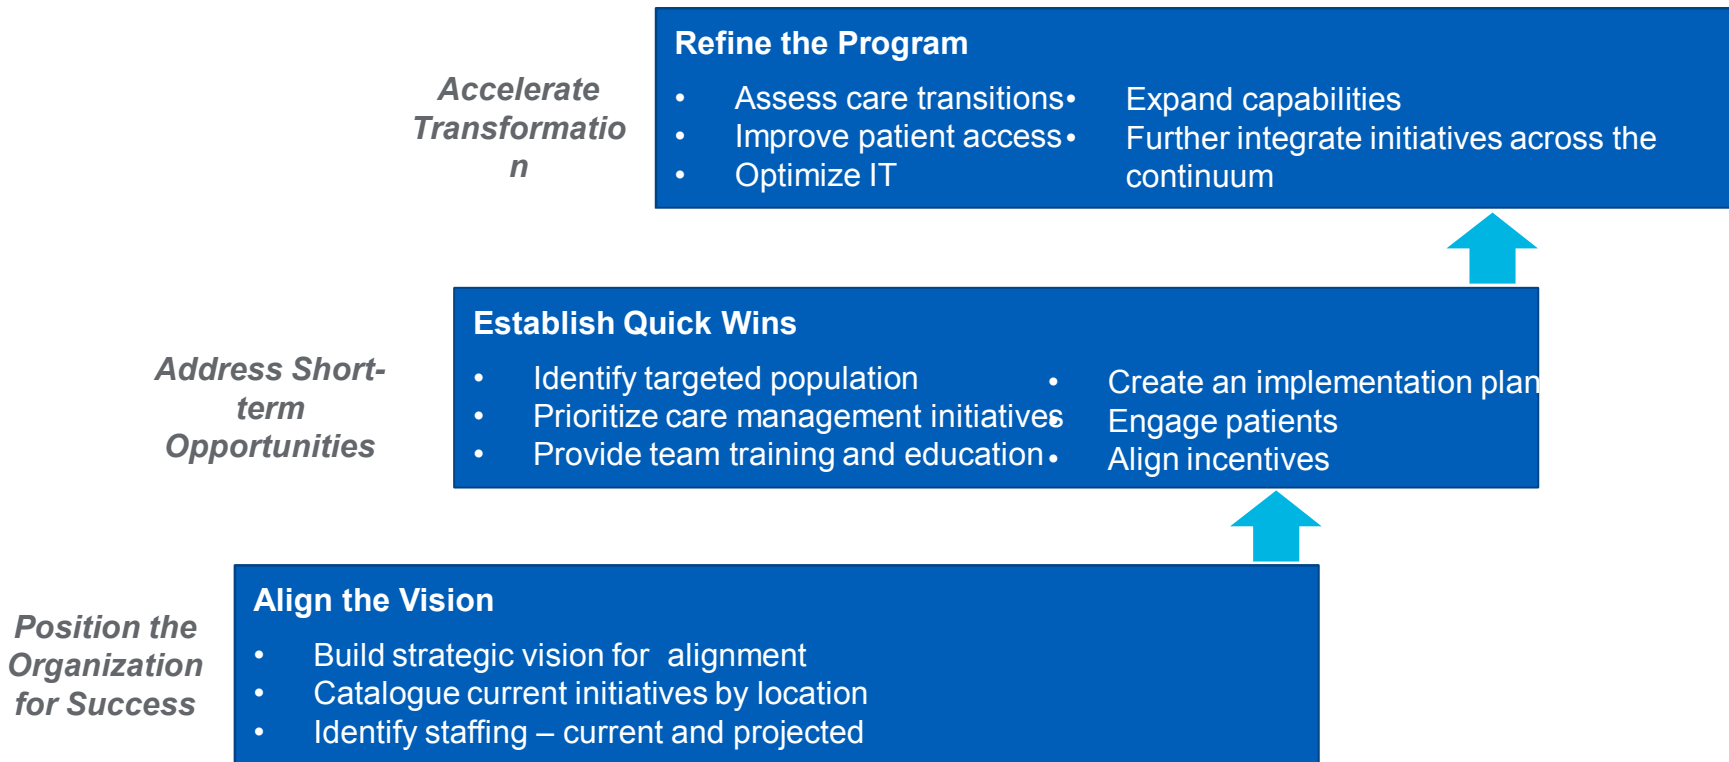 Accelerate
Transformatio
n
Refine the Program
• Assess care transitions
• Improve patient access
• Optimize IT
• Expand capabilities
• Further integrate initiatives across the
continuum
Address Short-
term
Opportunities
Establish Quick Wins
• Identify targeted population
• Prioritize care management initiatives
• Provide team training and education
• Create an implementation plan
• Engage patients
• Align incentives
Position the
Organization
for Success
Align the Vision
• Build strategic vision for  alignment
• Catalogue current initiatives by location
• Identify staffing – current and projected